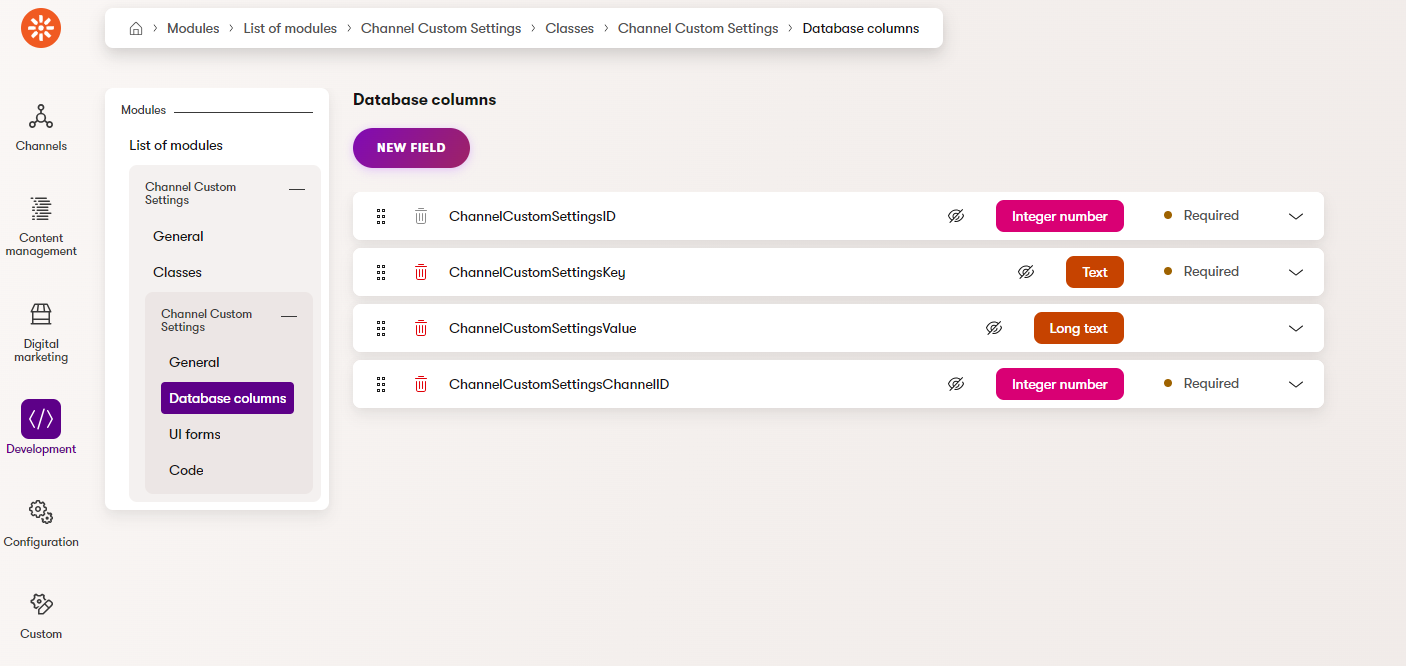 Modules List of modules Channel Custom Settings Classes Channel Custom Settings Database columns
Channels
Content
management
Digital
marketing
Development
Configuration
Custom
Modules
List of modules
Channel Custom
Settings
General
Classes
Channel Custom
Settings
General
Database columns
UI forms
Code
Database columns
NEW FIELD
ChannelCustomSettingsID Integer number Required
ChannelCustomSettingsKey Text Required
ChannelCustomSettingsValue Long text
ChannelCustomSettingsChannelID Integer number Required